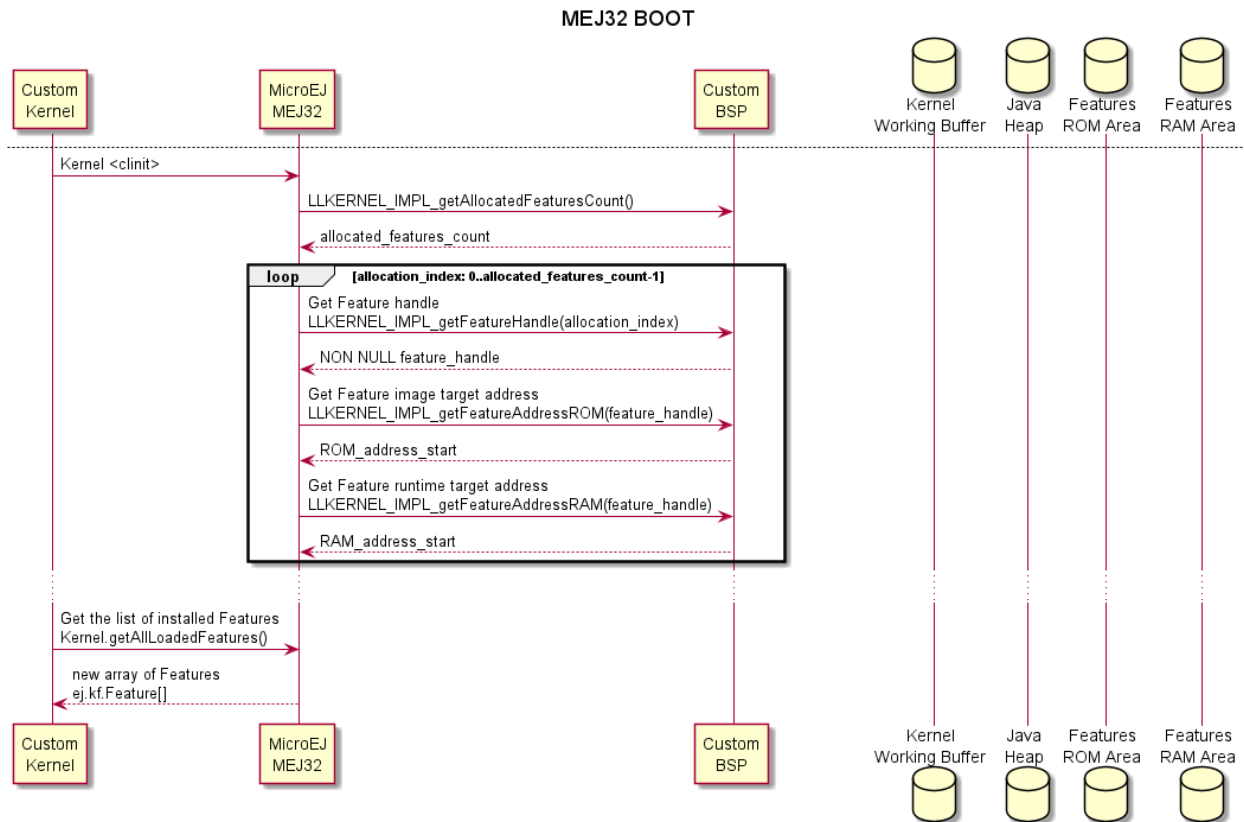 MEJ32 BOOT
Custom
Kernel
MicroEJ
MEJ32
Custom
BSP
Kernel
Working Buffer
Java
Heap
Features
ROM Area
Features
RAM Area
Kernel <clinit>
LLKERNEL_IMPL_getAllocatedFeaturesCount()
allocated_features_count
loop
[allocation_index: 0..allocated_features_count-1]
Get Feature handle
LLKERNEL_IMPL_getFeatureHandle(allocation_index)
NON NULL feature_handle
Get Feature image target address
LLKERNEL_IMPL_getFeatureAddressROM(feature_handle)
ROM_address_start
Get Feature runtime target address
LLKERNEL_IMPL_getFeatureAddressRAM(feature_handle)
RAM_address_start
Get the list of installed Features
Kernel.getAllLoadedFeatures()
new array of Features
ej.kf.Feature[]
Custom
Kernel
MicroEJ
MEJ32
Custom
BSP
Kernel
Working Buffer
Java
Heap
Features
ROM Area
Features
RAM Area